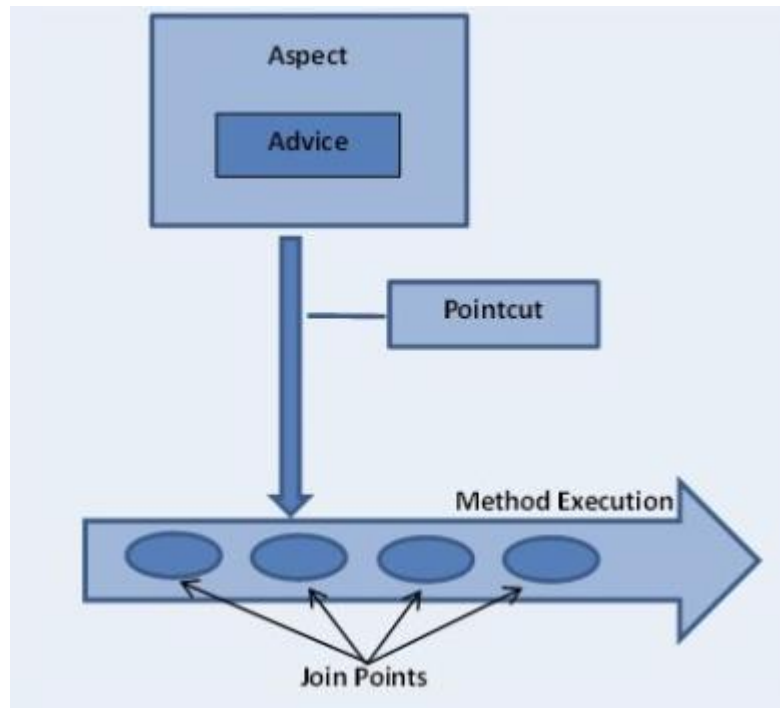 Aspect
Advice
Pointcut
Method Execution
Join Points